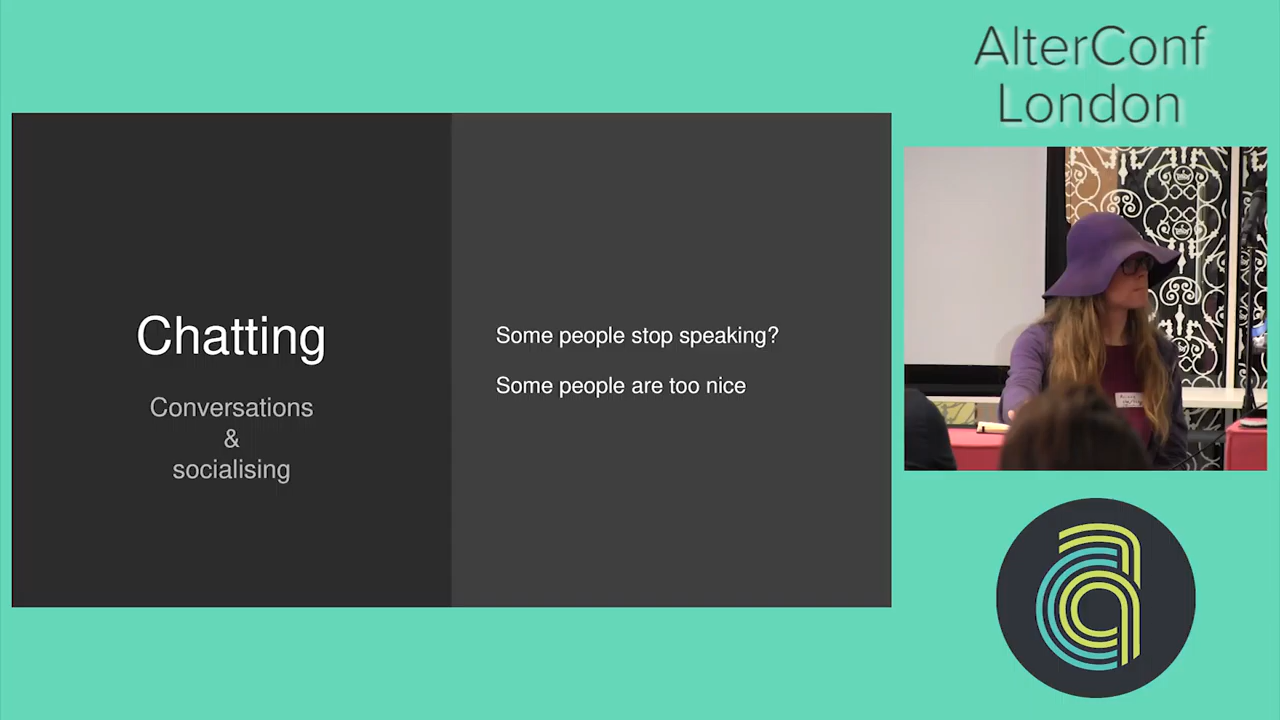 AlterConf
London
Chatting
Conversations
&
socialising
Some people stop speaking?
Some people are too nice